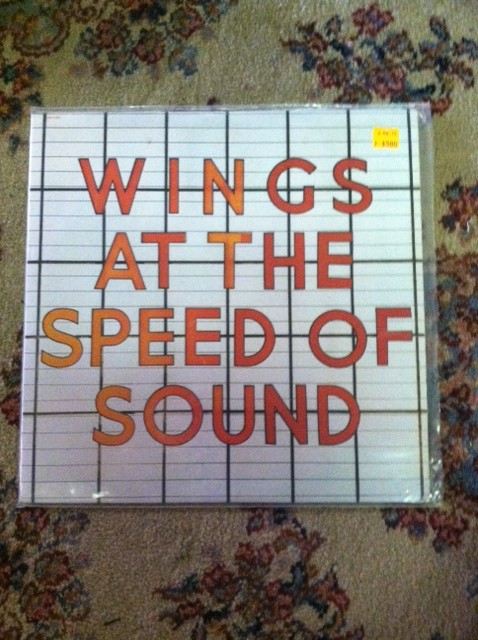 WINGS
AT THE
SPEED OF
SOUND